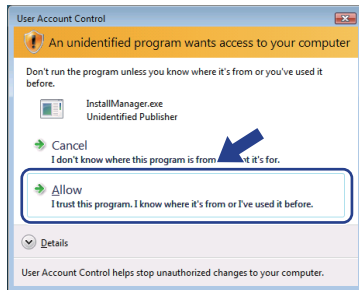 User Account Control
An unidentified program wants access to your computer
Don't run the program unless you know where it's from or you've used it
before.
InstallManager.exe
Unidentified Publisher
Cancel
I don't know where this program is from it's for.
Allow
I trust this program. I know where it's from or I've used it before.
Details
User Account Control helps stop unauthorized changes to your computer.